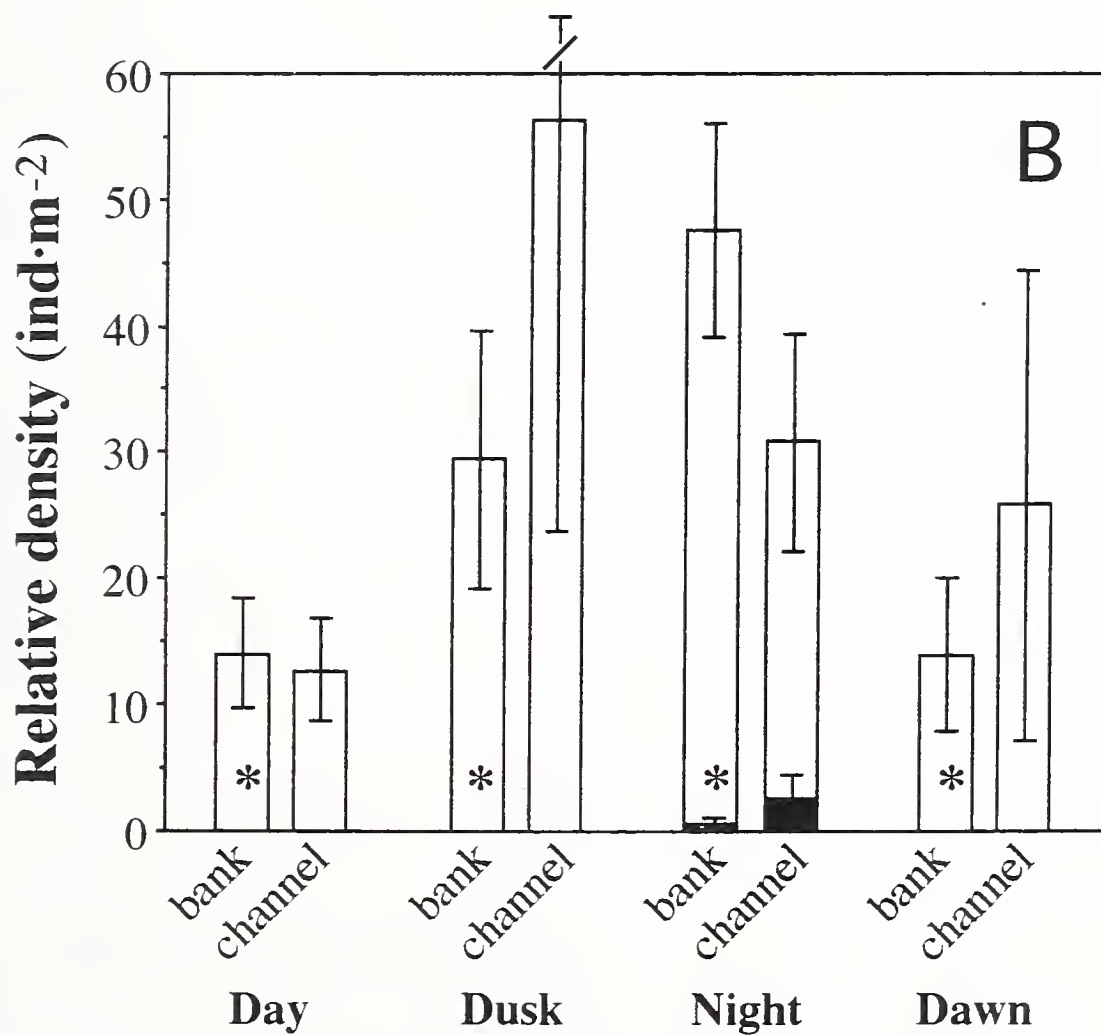 B
Relative density (ind·m⁻²)
60
50
40
30
20
10
0
* * * *
bank channel bank channel bank channel bank channel
Day Dusk Night Dawn